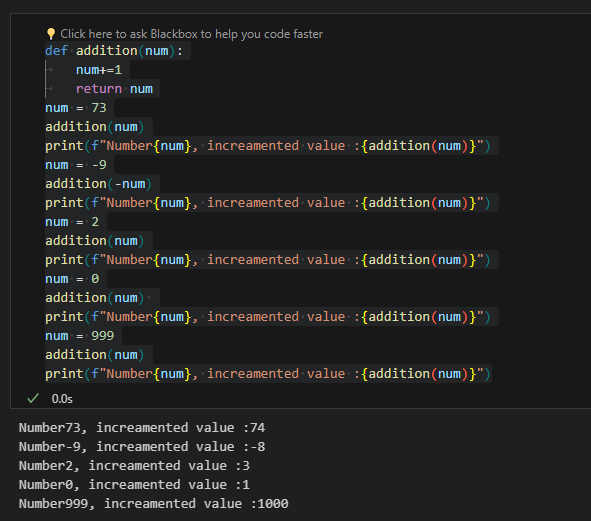 Click here to ask Blackbox to help you code faster
def addition(num):
    num+=1
    return num
num = 73
addition(num)
print(f"Number{num}, increamented value :{addition(num)}")
num = -9
addition(-num)
print(f"Number{num}, increamented value :{addition(num)}")
num = 2
addition(num)
print(f"Number{num}, increamented value :{addition(num)}")
num = 0
addition(num)
print(f"Number{num}, increamented value :{addition(num)}")
num = 999
addition(num)
print(f"Number{num}, increamented value :{addition(num)}")
0.0s
Number73, increamented value :74
Number-9, increamented value :-8
Number2, increamented value :3
Number0, increamented value :1
Number999, increamented value :1000